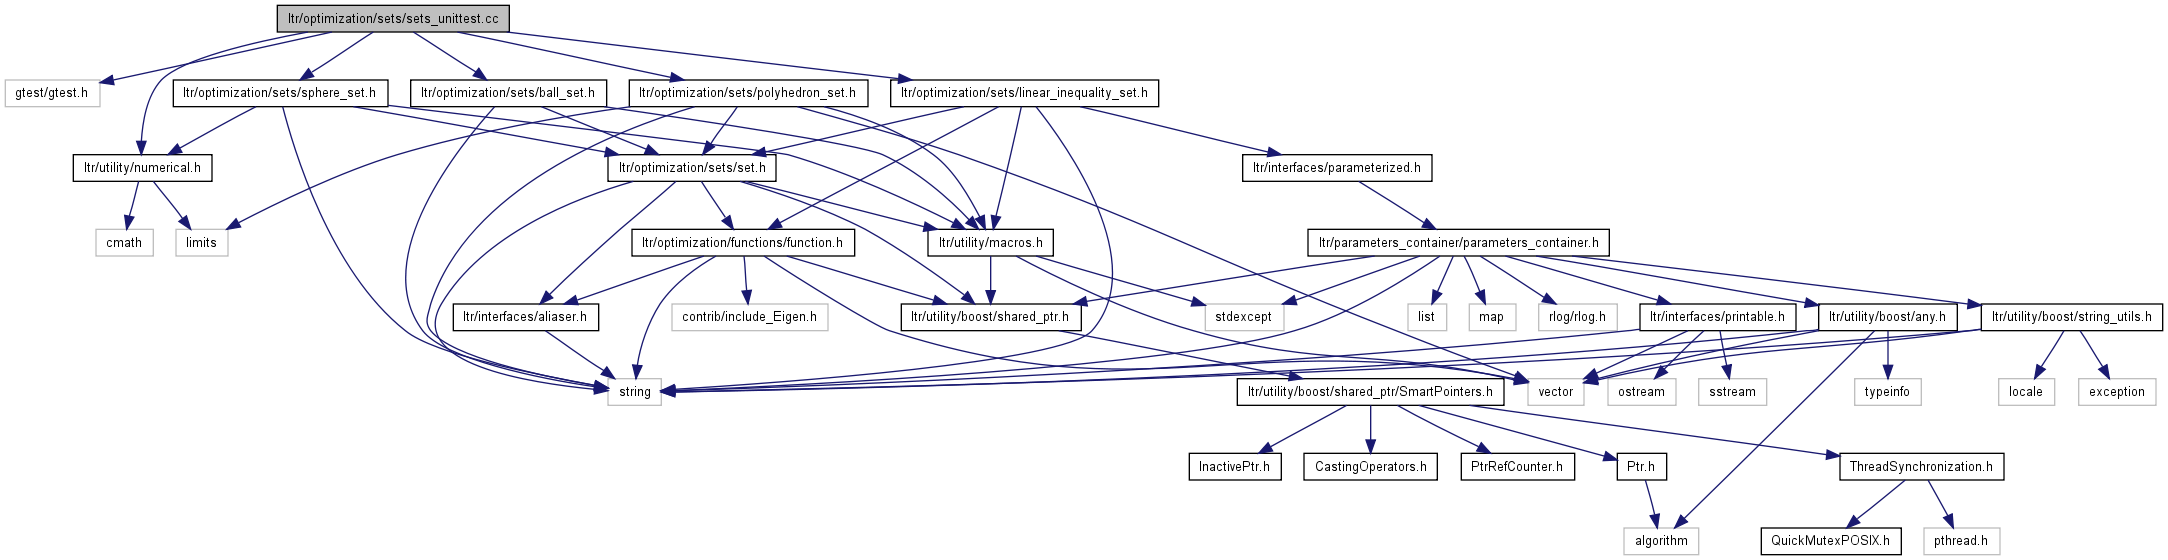 ltr/optimization/sets/sets_unittest.cc
gtest/gtest.h
ltr/optimization/sets/sphere_set.h
ltr/optimization/sets/ball_set.h
ltr/optimization/sets/polyhedron_set.h
ltr/optimization/sets/linear_inequality_set.h
ltr/utility/numerical.h
ltr/optimization/sets/set.h
ltr/interfaces/parameterized.h
cmath
limits
ltr/optimization/functions/function.h
ltr/utility/macros.h
ltr/parameters_container/parameters_container.h
ltr/interfaces/aliaser.h
contrib/include_Eigen.h
ltr/utility/boost/shared_ptr.h
stdexcept
list
map
rlog/rlog.h
ltr/interfaces/printable.h
ltr/utility/boost/any.h
ltr/utility/boost/string_utils.h
string
ltr/utility/boost/shared_ptr/SmartPointers.h
vector
ostream
sstream
typeinfo
locale
exception
InactivePtr.h
CastingOperators.h
PtrRefCounter.h
Ptr.h
ThreadSynchronization.h
algorithm
QuickMutexPOSIX.h
pthread.h